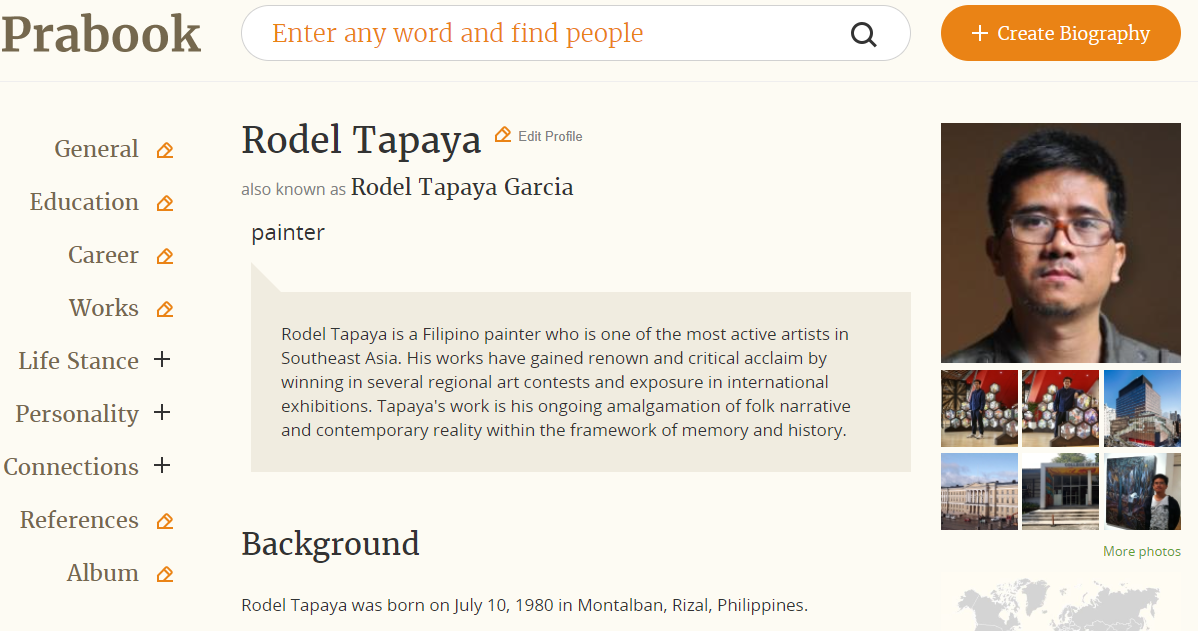 Prabook
Enter any word and find people
Create Biography
General
Education
Career
Works
Life Stance
Personality
Connections
References
Album
Rodel Tapaya
Edit Profile
also known as Rodel Tapaya Garcia
painter
Rodel Tapaya is a Filipino painter who is one of the most active artists in
Southeast Asia. His works have gained renown and critical acclaim by
winning in several regional art contests and exposure in international
exhibitions. Tapaya's work is his ongoing amalgamation of folk narrative
and contemporary reality within the framework of memory and history.
Background
Rodel Tapaya was born on July 10, 1980 in Montalban, Rizal, Philippines.
More photos